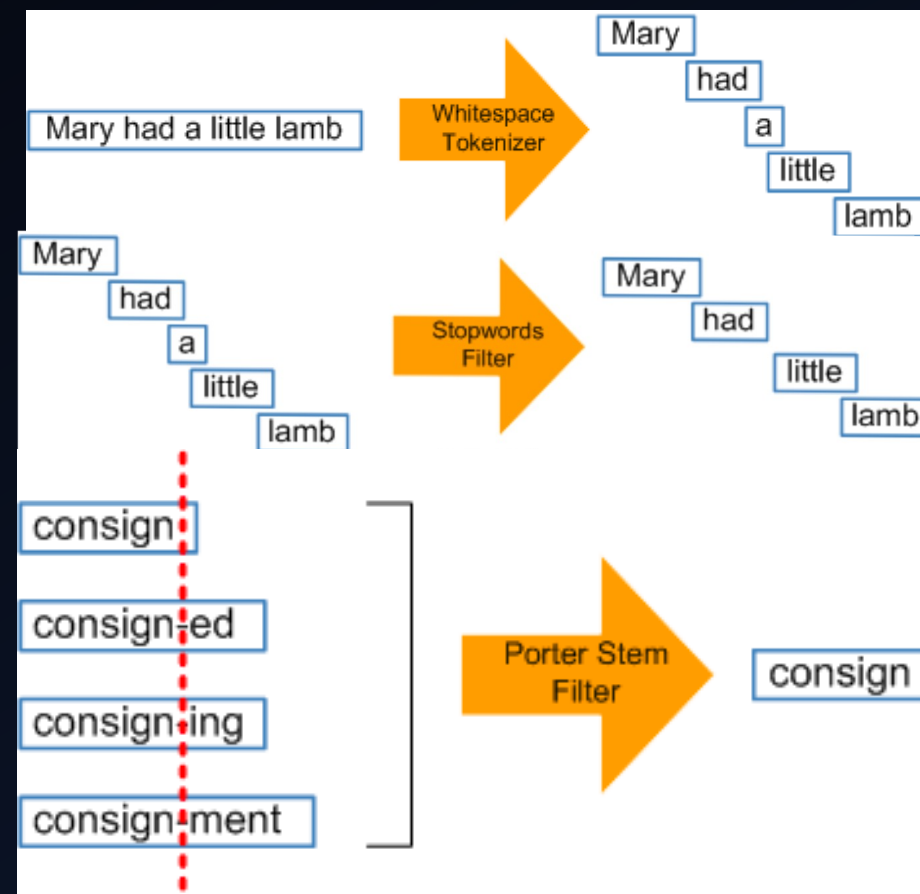 Mary had a little lamb
Whitespace
Tokenizer
Mary
had
a
little
lamb
Mary
had
a
little
lamb
Stopwords
Filter
Mary
had
little
lamb
consign
consign-ed
consign-ing
consign-ment
Porter Stem
Filter
consign